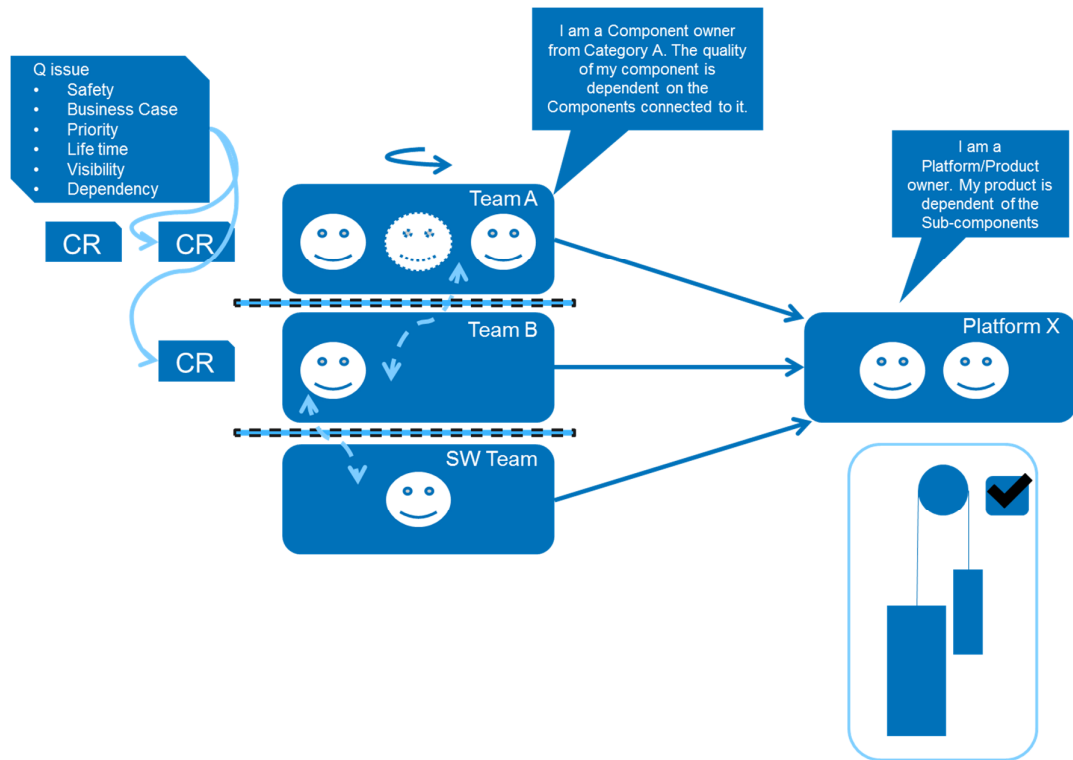 I am a Component owner
from Category A. The quality
of my component is
dependent on the
Components connected to it.
Q issue
• Safety
• Business Case
• Priority
• Life time
• Visibility
• Dependency
I am a
Platform/Product
owner. My product is
dependent of the
Sub-components
Team A
CR
CR
Team B
Platform X
CR
SW Team